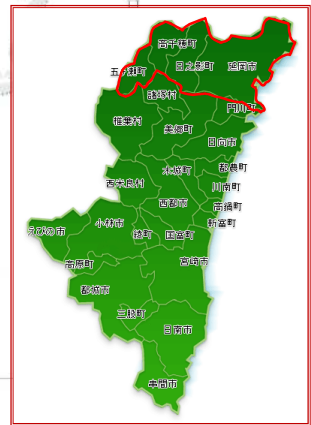 高千穂町
五ヶ瀬町
日之影町
延岡市
諸塚村
門川町
椎葉村
美郷町
日向市
木城町
都農町
西米良村
川南町
西都市
高鍋町
小林市
新富町
えびの市
綾町
国富町
高原町
宮崎市
都城市
三股町
日南市
串間市